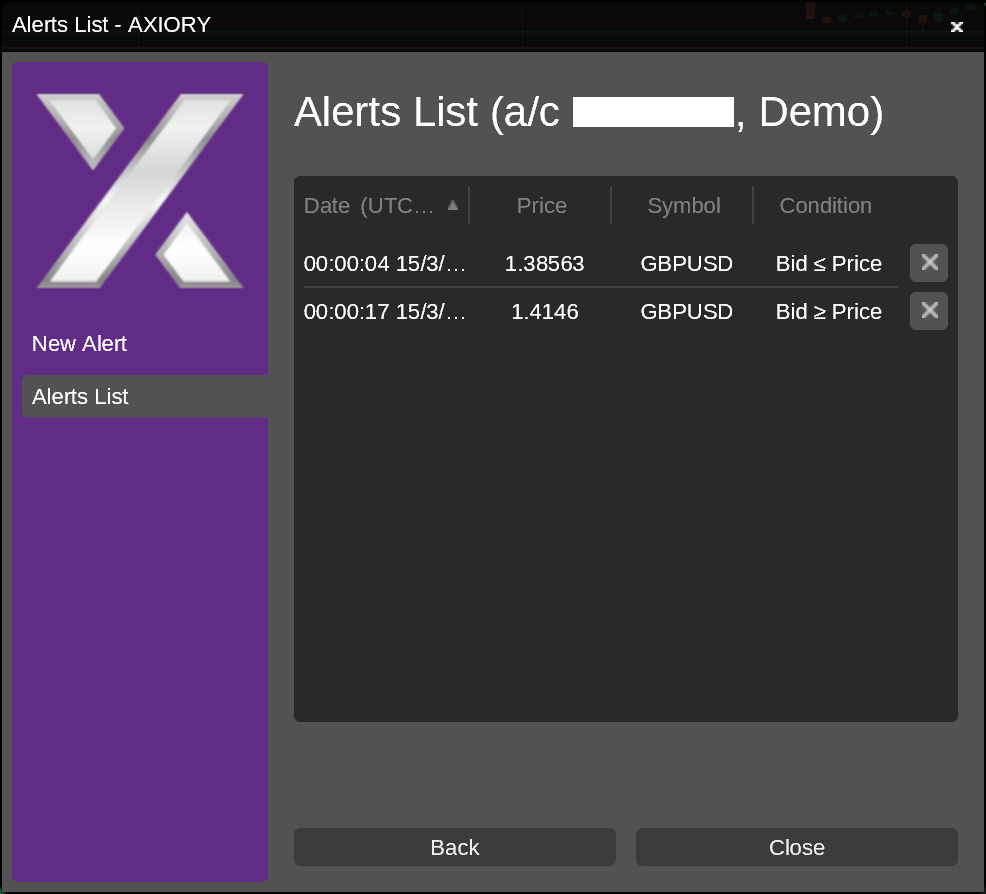 Alerts List - AXIORY
Alerts List (a/c , Demo)
New Alert
Alerts List
Date (UTC… Price Symbol Condition
00:00:04 15/3/… 1.38563 GBPUSD Bid ≤ Price
00:00:17 15/3/… 1.4146 GBPUSD Bid ≥ Price
Back Close